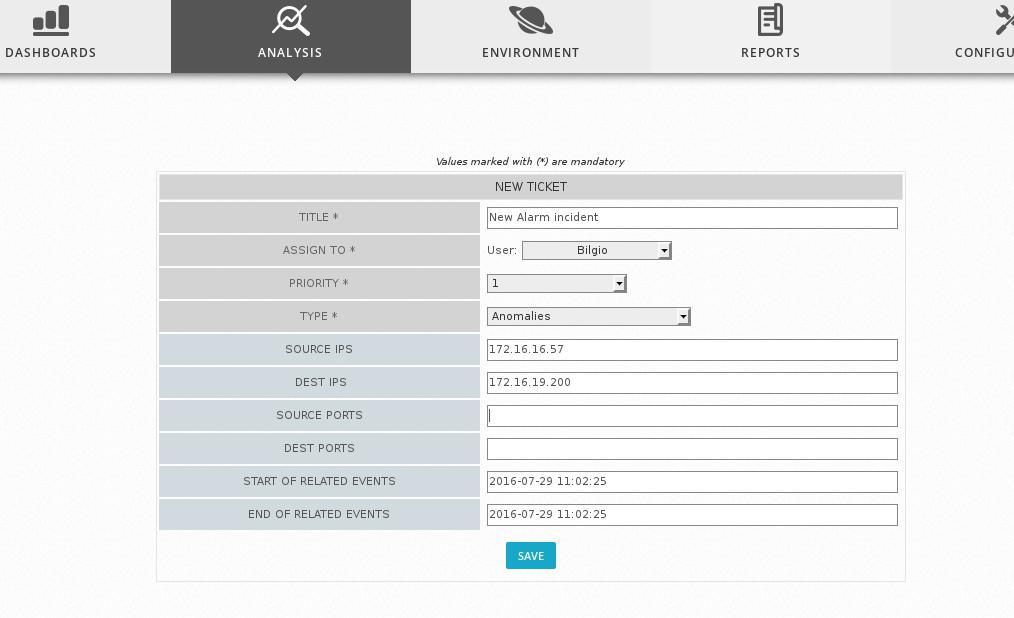 DASHBOARDS ANALYSIS ENVIRONMENT REPORTS CONFIGU
Values marked with (*) are mandatory
NEW TICKET
TITLE * New Alarm incident
ASSIGN TO * User: Bilgio
PRIORITY * 1
TYPE * Anomalies
SOURCE IPS 172.16.16.57
DEST IPS 172.16.19.200
SOURCE PORTS
DEST PORTS
START OF RELATED EVENTS 2016-07-29 11:02:25
END OF RELATED EVENTS 2016-07-29 11:02:25
SAVE